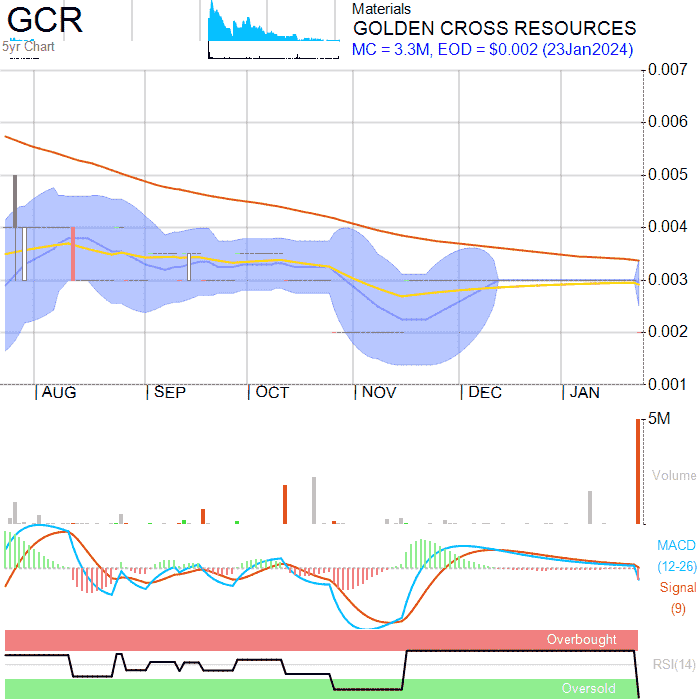 GCR
5yr Chart
Materials
GOLDEN CROSS RESOURCES
MC = 3.3M, EOD = $0.002 (23Jan2024)
0.007
0.006
0.005
0.004
0.003
0.002
0.001
AUG SEP OCT NOV DEC JAN
5M
Volume
MACD
(12-26)
Signal
(9)
Overbought
RSI(14)
Oversold